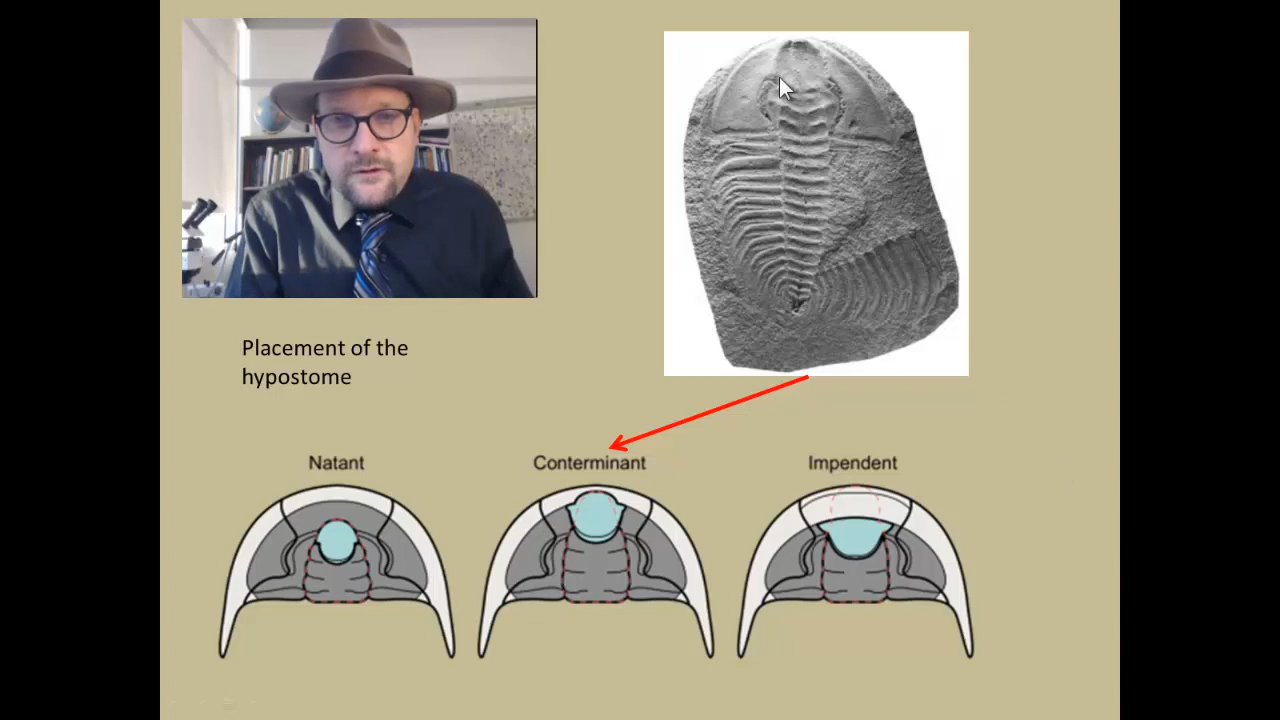 Placement of the
hypostome
Natant
Conterminant
Impendent